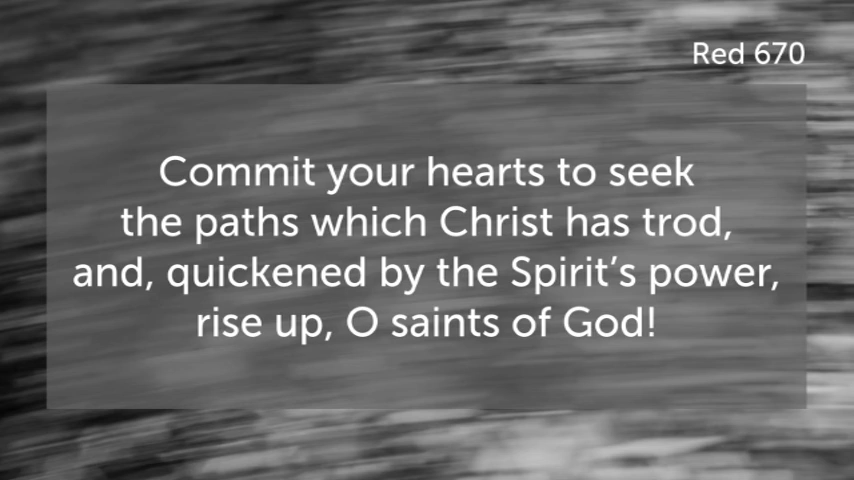 Red 670
Commit your hearts to seek
the paths which Christ has trod,
and, quickened by the Spirit’s power,
rise up, O saints of God!